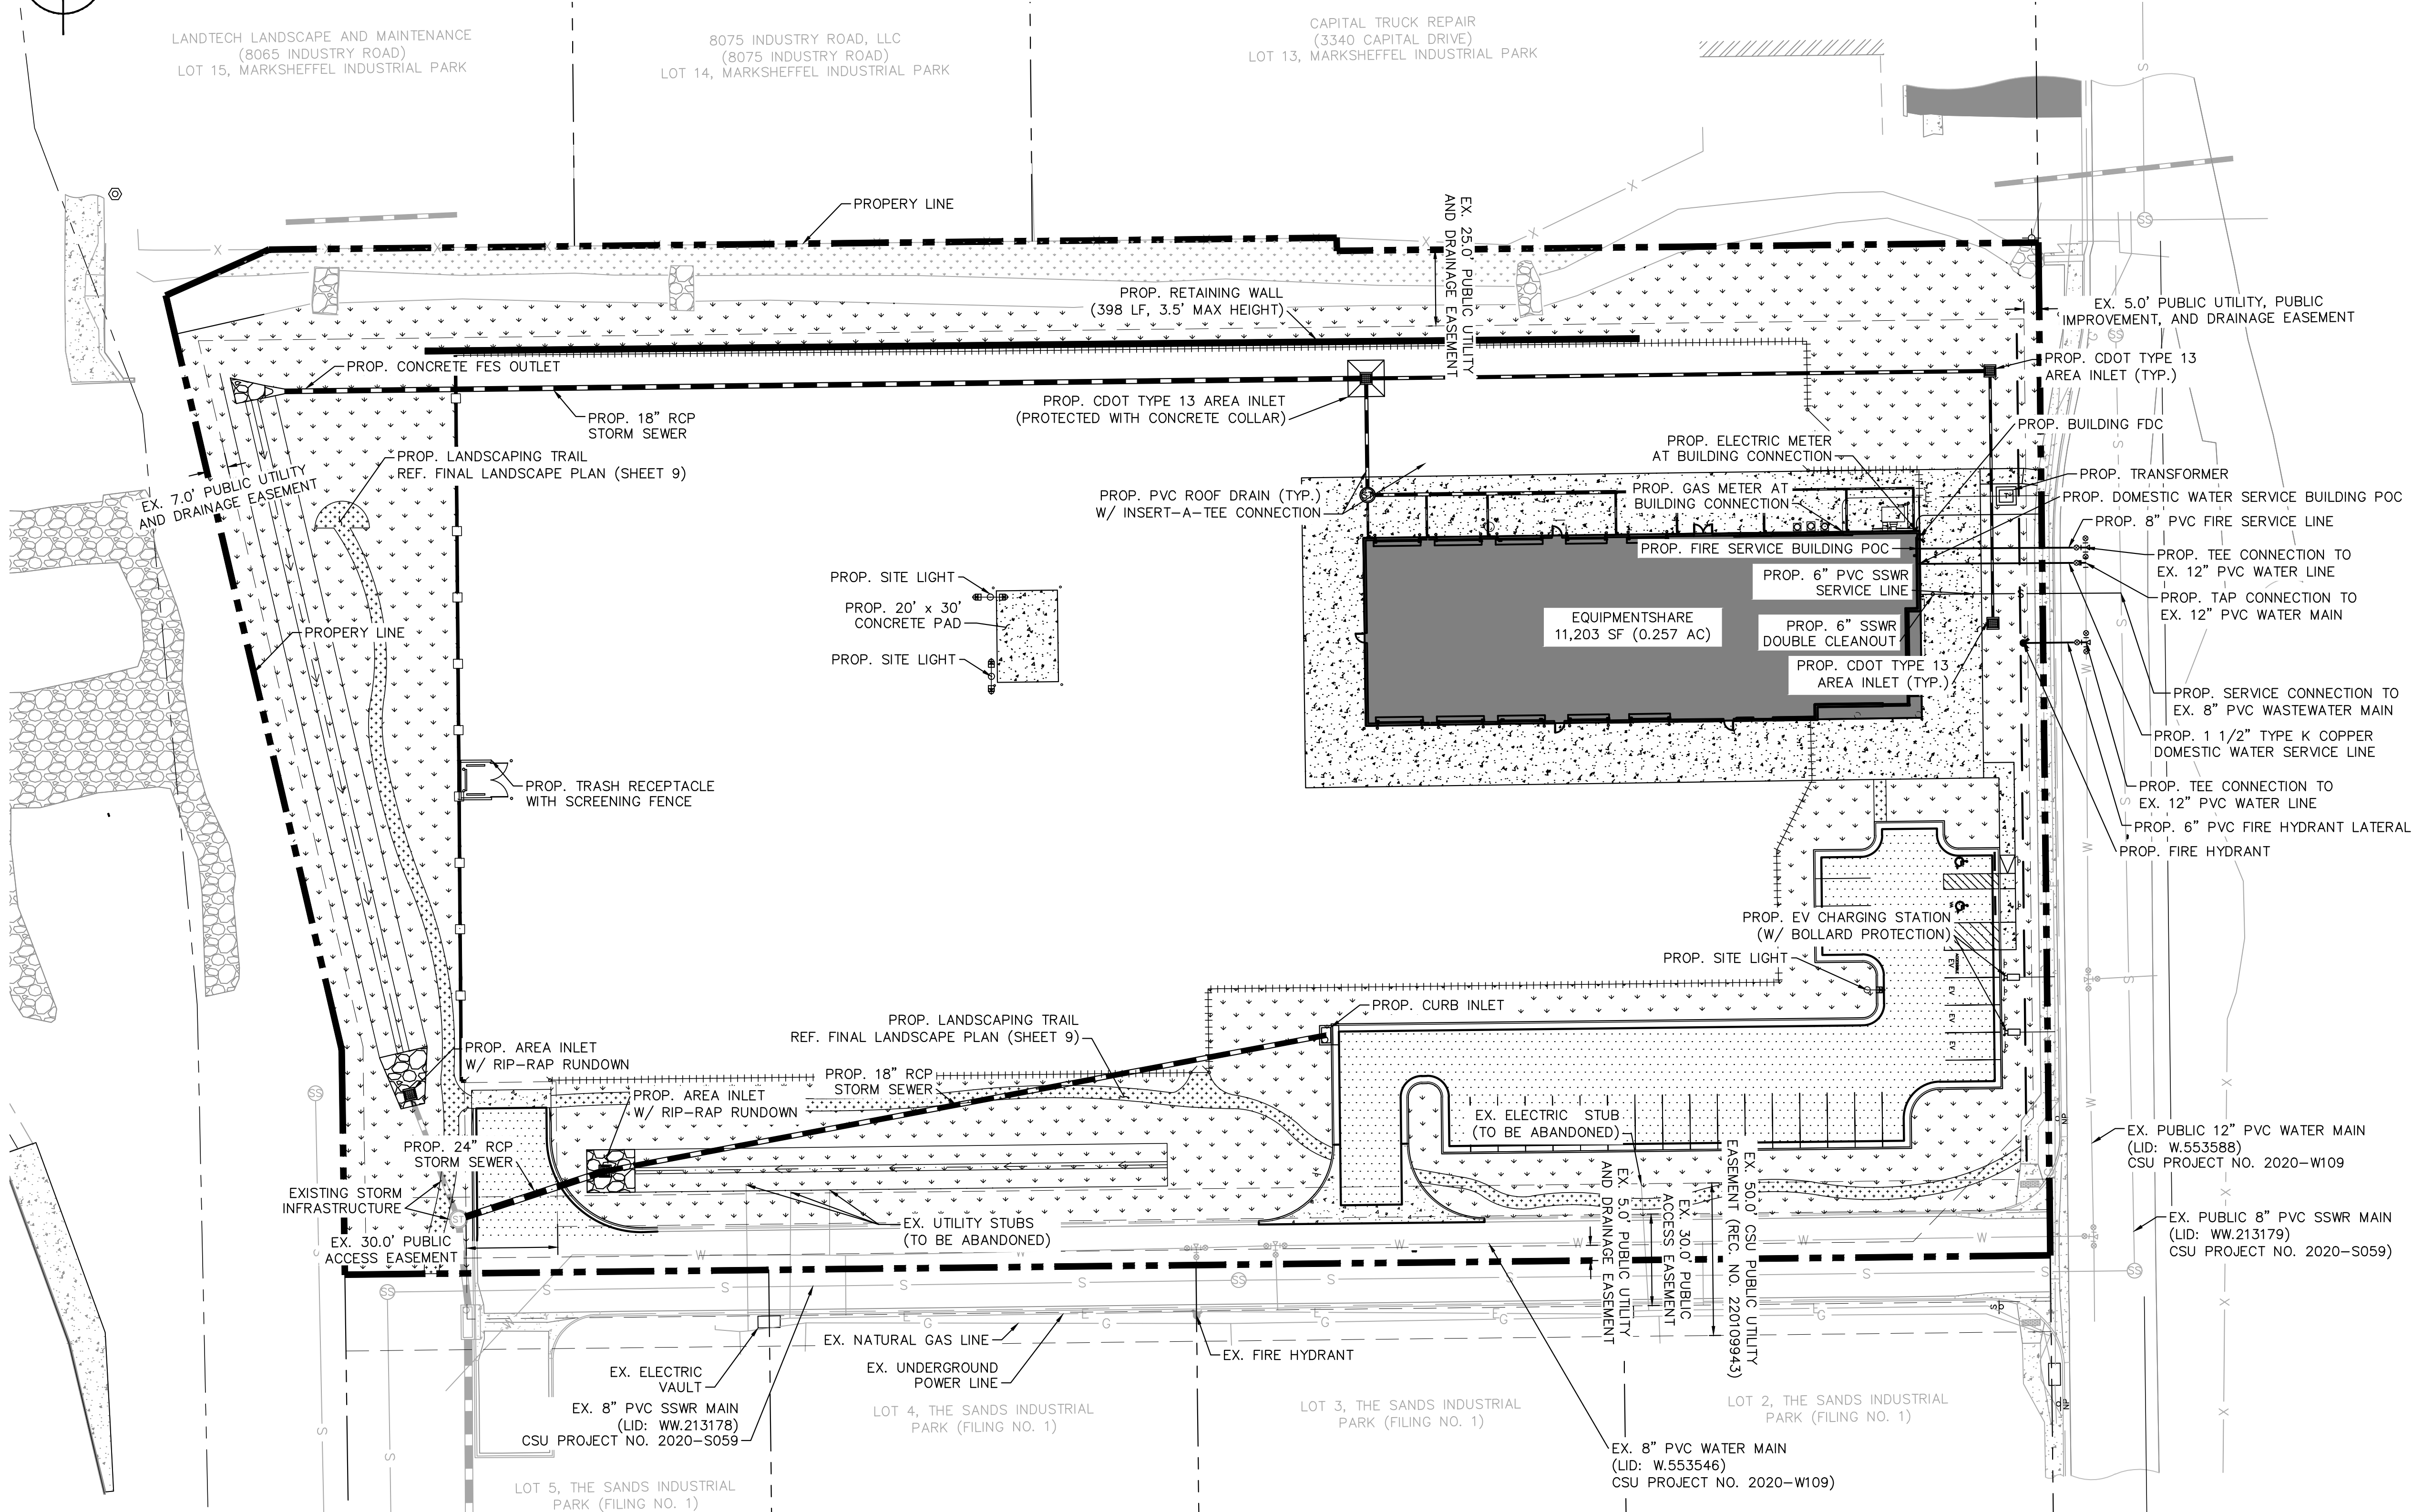 LANDTECH LANDSCAPE AND MAINTENANCE
(8065 INDUSTRY ROAD)
LOT 15, MARKSHEFFEL INDUSTRIAL PARK
8075 INDUSTRY ROAD, LLC
(8075 INDUSTRY ROAD)
LOT 14, MARKSHEFFEL INDUSTRIAL PARK
CAPITAL TRUCK REPAIR
(3340 CAPITAL DRIVE)
LOT 13, MARKSHEFFEL INDUSTRIAL PARK
PROPERY LINE
EX. 25.0' PUBLIC UTILITY
AND DRAINAGE EASEMENT
PROP. RETAINING WALL
(398 LF, 3.5' MAX HEIGHT)
EX. 5.0' PUBLIC UTILITY, PUBLIC
IMPROVEMENT, AND DRAINAGE EASEMENT
PROP. CONCRETE FES OUTLET
PROP. CDOT TYPE 13
AREA INLET (TYP.)
PROP. 18" RCP
STORM SEWER
PROP. CDOT TYPE 13 AREA INLET
(PROTECTED WITH CONCRETE COLLAR)
PROP. BUILDING FDC
PROP. ELECTRIC METER
AT BUILDING CONNECTION
PROP. LANDSCAPING TRAIL
REF. FINAL LANDSCAPE PLAN (SHEET 9)
EX. 7.0' PUBLIC UTILITY
AND DRAINAGE EASEMENT
PROP. TRANSFORMER
PROP. PVC ROOF DRAIN (TYP.)
W/ INSERT-A-TEE CONNECTION
PROP. GAS METER AT
BUILDING CONNECTION
PROP. DOMESTIC WATER SERVICE BUILDING POC
PROP. 8" PVC FIRE SERVICE LINE
PROP. FIRE SERVICE BUILDING POC
PROP. TEE CONNECTION TO
EX. 12" PVC WATER LINE
PROP. SITE LIGHT
PROP. 6" PVC SSWR
SERVICE LINE
PROP. 20' x 30'
CONCRETE PAD
PROP. TAP CONNECTION TO
EX. 12" PVC WATER MAIN
EQUIPMENTSHARE
11,203 SF (0.257 AC)
PROP. 6" SSWR
DOUBLE CLEANOUT
PROPERY LINE
PROP. SITE LIGHT
PROP. CDOT TYPE 13
AREA INLET (TYP.)
PROP. SERVICE CONNECTION TO
EX. 8" PVC WASTEWATER MAIN
PROP. 1 1/2" TYPE K COPPER
DOMESTIC WATER SERVICE LINE
PROP. TRASH RECEPTACLE
WITH SCREENING FENCE
PROP. TEE CONNECTION TO
EX. 12" PVC WATER LINE
PROP. 6" PVC FIRE HYDRANT LATERAL
PROP. FIRE HYDRANT
PROP. EV CHARGING STATION
(W/ BOLLARD PROTECTION)
PROP. SITE LIGHT
EV
EV
EV
EV
PROP. CURB INLET
PROP. LANDSCAPING TRAIL
REF. FINAL LANDSCAPE PLAN (SHEET 9)
PROP. AREA INLET
W/ RIP-RAP RUNDOWN
PROP. 18" RCP
STORM SEWER
PROP. AREA INLET
W/ RIP-RAP RUNDOWN
EX. ELECTRIC STUB
(TO BE ABANDONED)
PROP. 24" RCP
STORM SEWER
EX. PUBLIC 12" PVC WATER MAIN
(LID: W.553588)
CSU PROJECT NO. 2020-W109
EXISTING STORM
INFRASTRUCTURE
EX. UTILITY STUBS
(TO BE ABANDONED)
EX. 5.0' PUBLIC UTILITY
AND DRAINAGE EASEMENT
EX. 30.0' PUBLIC
ACCESS EASEMENT
EX. 50.0' CSU PUBLIC UTILITY
EASEMENT (REC. NO. 220109943)
EX. PUBLIC 8" PVC SSWR MAIN
(LID: WW.213179)
CSU PROJECT NO. 2020-S059)
EX. 30.0' PUBLIC
ACCESS EASEMENT
EX. NATURAL GAS LINE
EX. FIRE HYDRANT
EX. ELECTRIC
VAULT
EX. UNDERGROUND
POWER LINE
EX. 8" PVC SSWR MAIN
(LID: WW.213178)
CSU PROJECT NO. 2020-S059
LOT 4, THE SANDS INDUSTRIAL
PARK (FILING NO. 1)
LOT 3, THE SANDS INDUSTRIAL
PARK (FILING NO. 1)
LOT 2, THE SANDS INDUSTRIAL
PARK (FILING NO. 1)
EX. 8" PVC WATER MAIN
(LID: W.553546)
CSU PROJECT NO. 2020-W109)
LOT 5, THE SANDS INDUSTRIAL
PARK (FILING NO. 1)